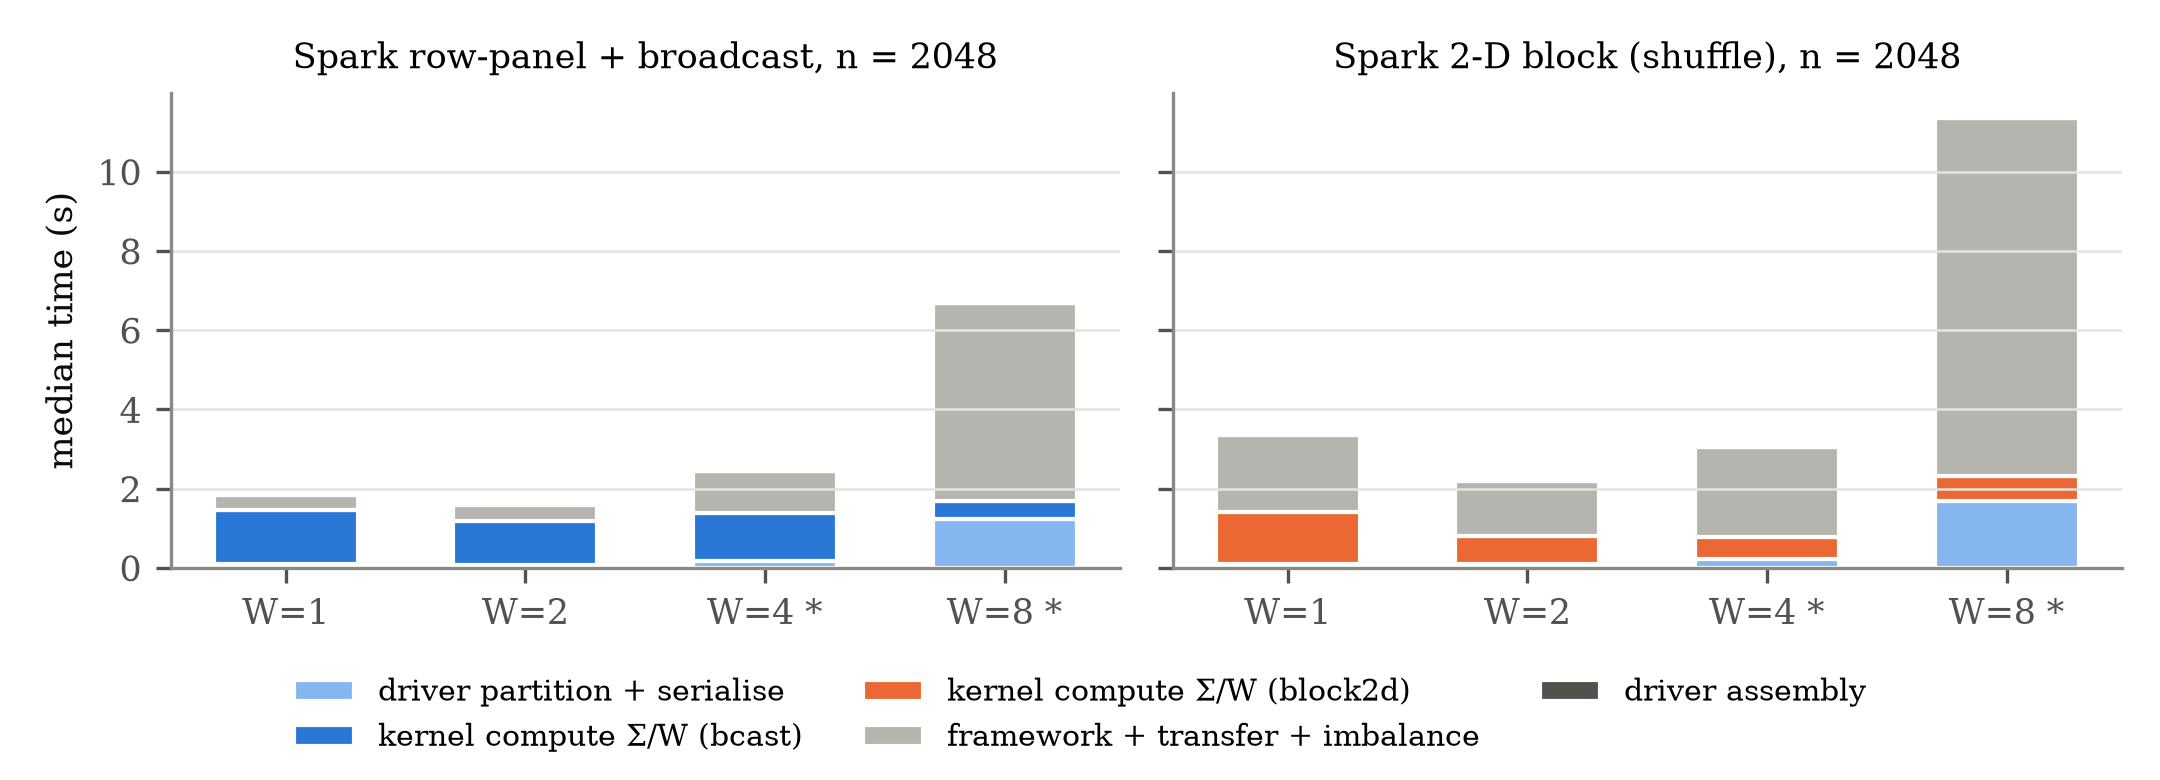 Spark row-panel + broadcast, n = 2048
Spark 2-D block (shuffle), n = 2048
median time (s)
10
8
6
4
2
0
W=1 W=2 W=4 * W=8 *
W=1 W=2 W=4 * W=8 *
driver partition + serialise
kernel compute Σ/W (bcast)
kernel compute Σ/W (block2d)
framework + transfer + imbalance
driver assembly